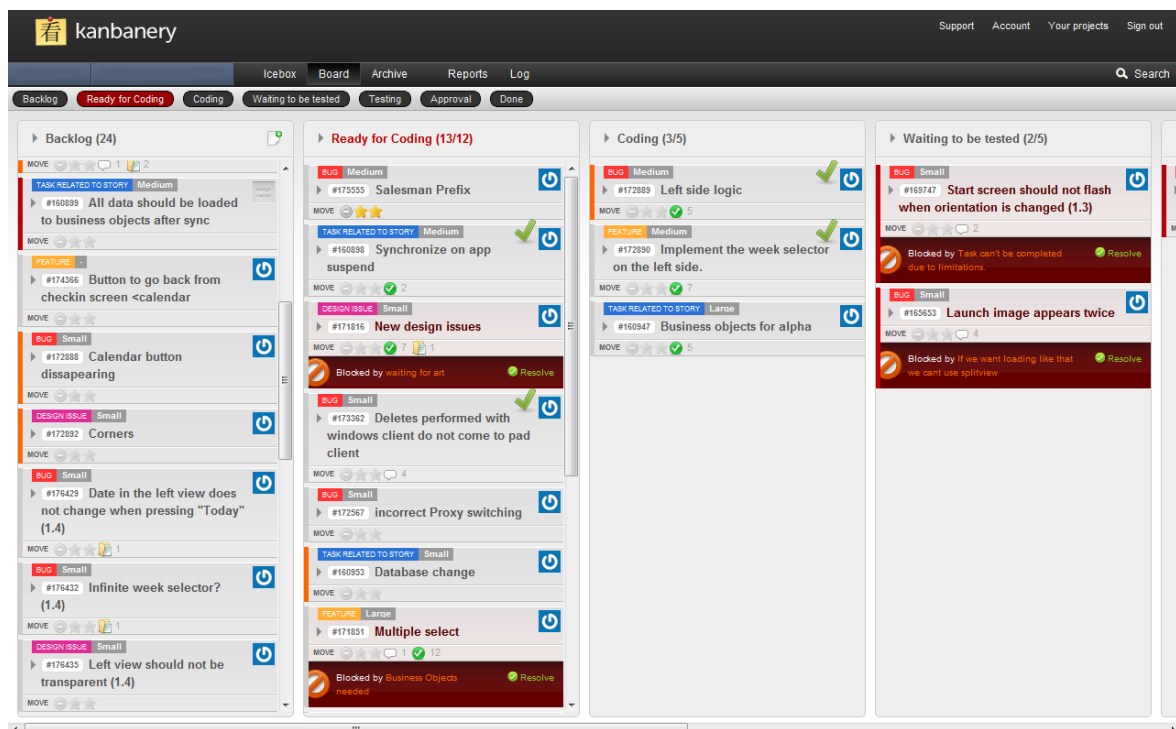 看 kanbanery
Support Account Your projects Sign out
Icebox Board Archive Reports Log
Search
Backlog Ready for Coding Coding Waiting to be tested Testing Approval Done
Backlog (24)
MOVE 1 2
TASK RELATED TO STORY Medium
#160899 All data should be loaded
to business objects after sync
MOVE
FEATURE -
#174366 Button to go back from
checkin screen <calendar
MOVE
BUG Small
#172888 Calendar button
dissapearing
MOVE
DESIGN ISSUE Small
#172892 Corners
MOVE
BUG Small
#176429 Date in the left view does
not change when pressing "Today"
(1.4)
MOVE 1
BUG Small
#176432 Infinite week selector?
(1.4)
MOVE 1
DESIGN ISSUE Small
#176435 Left view should not be
transparent (1.4)
MOVE
Ready for Coding (13/12)
BUG Medium
#175555 Salesman Prefix
MOVE
TASK RELATED TO STORY Medium
#160898 Synchronize on app
suspend
MOVE 2
DESIGN ISSUE Small
#171816 New design issues
MOVE 7 1
Blocked by waiting for art Resolve
BUG Small
#173362 Deletes performed with
windows client do not come to pad
client
MOVE 4
BUG Small
#172567 incorrect Proxy switching
MOVE
TASK RELATED TO STORY Small
#160953 Database change
MOVE
FEATURE Large
#171851 Multiple select
MOVE 1 12
Blocked by Business Objects Resolve
needed
Coding (3/5)
BUG Medium
#172889 Left side logic
MOVE 5
FEATURE Medium
#172890 Implement the week selector
on the left side.
MOVE 7
TASK RELATED TO STORY Large
#160947 Business objects for alpha
MOVE 5
Waiting to be tested (2/5)
BUG Small
#169747 Start screen should not flash
when orientation is changed (1.3)
MOVE 2
Blocked by Task can't be completed Resolve
due to limitations.
BUG Small
#165653 Launch image appears twice
MOVE 4
Blocked by If we want loading like that Resolve
we cant use splitview